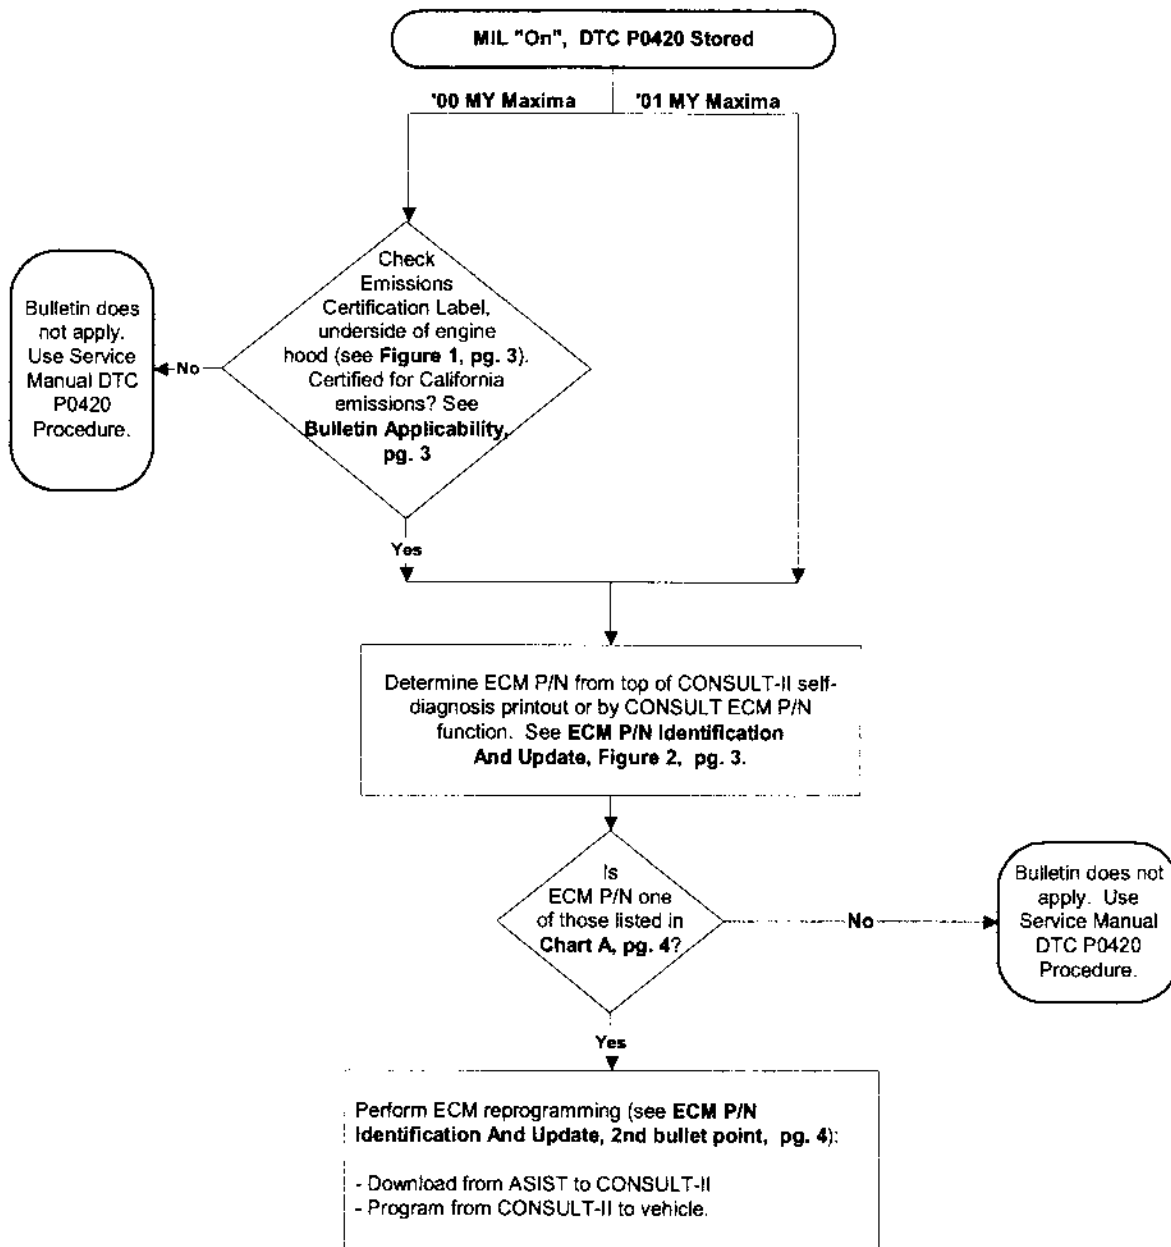 MIL "On", DTC P0420 Stored
'00 MY Maxima
'01 MY Maxima
Check
Emissions
Certification Label,
underside of engine
hood (see Figure 1, pg. 3).
Certified for California
emissions? See
Bulletin Applicability,
pg. 3
No
Bulletin does
not apply.
Use Service
Manual DTC
P0420
Procedure.
Yes
Determine ECM P/N from top of CONSULT-II self-
diagnosis printout or by CONSULT ECM P/N
function. See ECM P/N Identification
And Update, Figure 2, pg. 3.
Is
ECM P/N one
of those listed in
Chart A, pg. 4?
No
Bulletin does not
apply. Use
Service Manual
DTC P0420
Procedure.
Yes
Perform ECM reprogramming (see ECM P/N
Identification And Update, 2nd bullet point, pg. 4):
- Download from ASIST to CONSULT-II
- Program from CONSULT-II to vehicle.